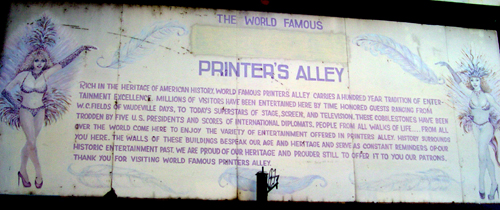 THE WORLD FAMOUS
PRINTER'S ALLEY
RICH IN THE HERITAGE OF AMERICAN HISTORY, WORLD FAMOUS PRINTERS ALLEY CARRIES A HUNDRED YEAR TRADITION OF ENTER-
TAINMENT EXCELLENCE. MILLIONS OF VISITORS HAVE BEEN ENTERTAINED HERE BY TIME HONORED GUESTS RANGING FROM
W.C. FIELDS OF VAUDEVILLE DAYS, TO TODAY'S SUPERSTARS OF STAGE, SCREEN, AND TELEVISION. THESE COBBLESTONES HAVE BEEN
TRODDEN BY FIVE U.S. PRESIDENTS AND SCORES OF INTERNATIONAL DIPLOMATS. PEOPLE FROM ALL WALKS OF LIFE..... FROM ALL
OVER THE WORLD COME HERE TO ENJOY THE VARIETY OF ENTERTAINMENT OFFERED IN PRINTERS ALLEY. HISTORY SURROUNDS
YOU HERE. THE WALLS OF THESE BUILDINGS BESPEAK OUR AGE AND HERITAGE AND SERVE AS CONSTANT REMINDERS OF OUR
HISTORIC ENTERTAINMENT PAST. WE ARE PROUD OF OUR HERITAGE AND PROUDER STILL TO OFFER IT TO YOU OUR PATRONS.
THANK YOU FOR VISITING WORLD FAMOUS PRINTERS ALLEY